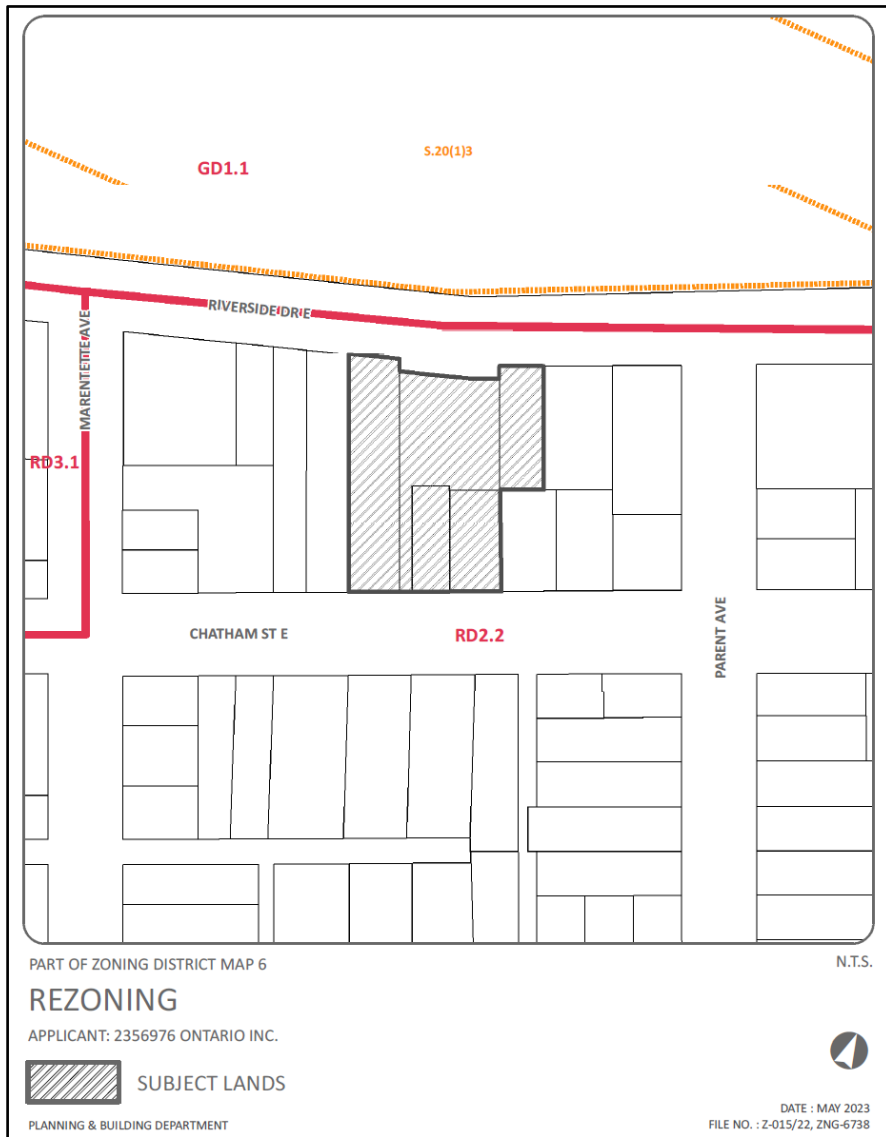 GD1.1
S.20(1)3
RIVERSIDE DR E
MARENTETTE AVE
RD3.1
CHATHAM ST E
RD2.2
PARENT AVE
PART OF ZONING DISTRICT MAP 6
N.T.S.
REZONING
APPLICANT: 2356976 ONTARIO INC.
SUBJECT LANDS
PLANNING & BUILDING DEPARTMENT
DATE : MAY 2023
FILE NO. : Z-015/22, ZNG-6738